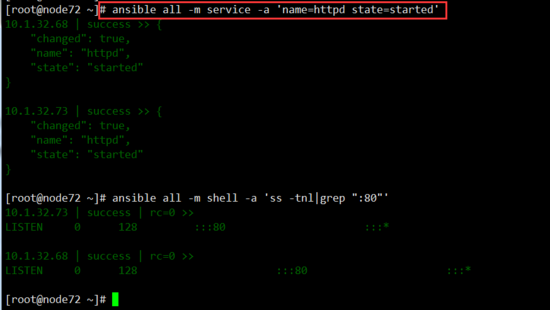 [root@node72 ~]# ansible all -m service -a 'name=httpd state=started'
10.1.32.68 | success >> {
    "changed": true,
    "name": "httpd",
    "state": "started"
}
10.1.32.73 | success >> {
    "changed": true,
    "name": "httpd",
    "state": "started"
}
[root@node72 ~]# ansible all -m shell -a 'ss -tnl|grep ":80"'
10.1.32.73 | success | rc=0 >>
LISTEN     0      128          :::80                      :::*
10.1.32.68 | success | rc=0 >>
LISTEN     0      128                       :::80                      :::*
[root@node72 ~]#